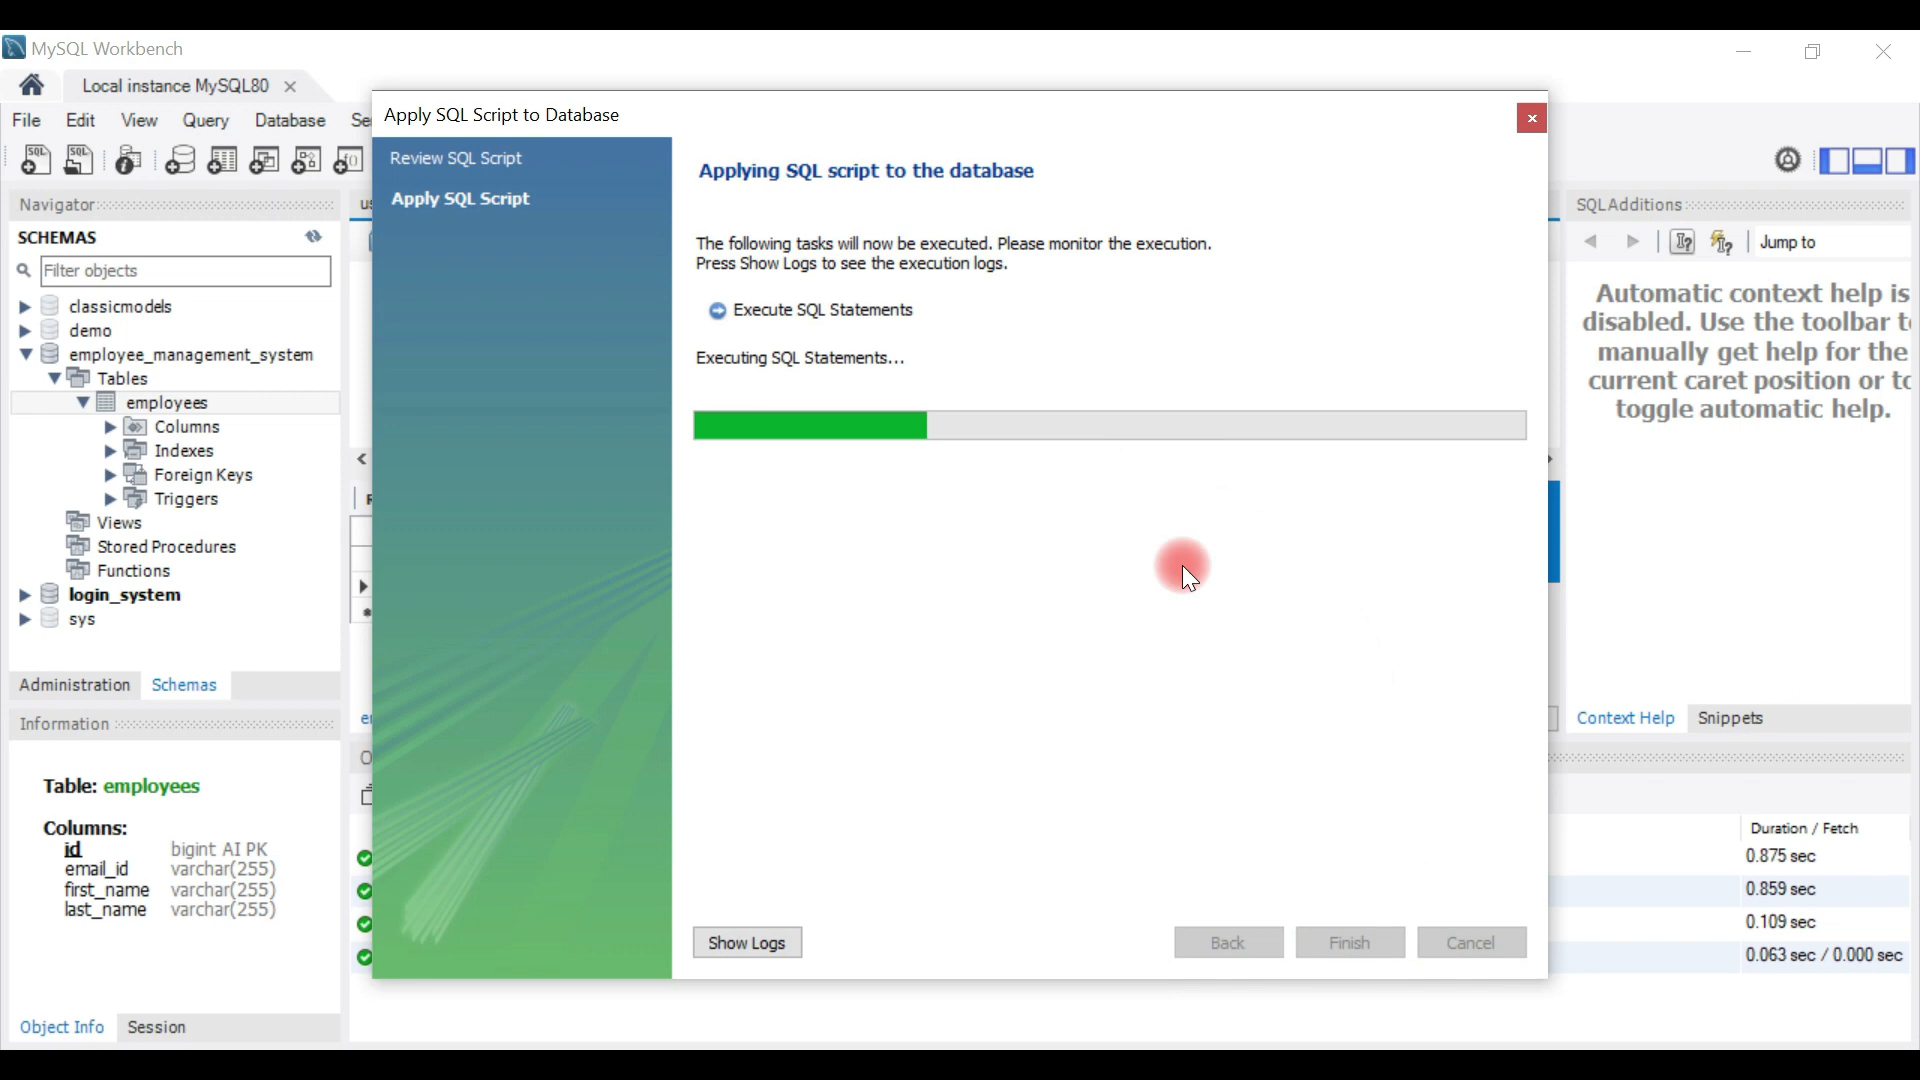 MySQL Workbench
Local instance MySQL80
File Edit View Query Database
SQL SQL
Navigator
SCHEMAS
Filter objects
classicmodels
demo
employee_management_system
Tables
employees
Columns
Indexes
Foreign Keys
Triggers
Views
Stored Procedures
Functions
login_system
sys
Administration Schemas
Information
Table: employees
Columns:
id bigint AI PK
email_id varchar(255)
first_name varchar(255)
last_name varchar(255)
Object Info Session
Apply SQL Script to Database
Review SQL Script
Apply SQL Script
Applying SQL script to the database
The following tasks will now be executed. Please monitor the execution.
Press Show Logs to see the execution logs.
Execute SQL Statements
Executing SQL Statements...
Show Logs Back Finish Cancel
SQLAdditions
Jump to
Automatic context help is
disabled. Use the toolbar
manually get help for the
current caret position or
toggle automatic help.
Context Help Snippets
Duration / Fetch
0.875 sec
0.859 sec
0.109 sec
0.063 sec / 0.000 sec